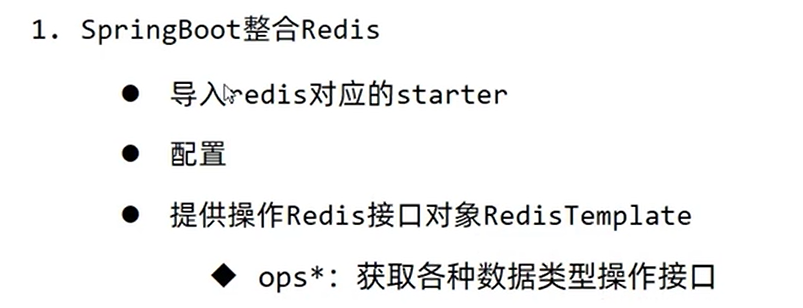 1. SpringBoot整合Redis
● 导入redis对应的starter
● 配置
● 提供操作Redis接口对象RedisTemplate
◆ ops*：获取各种数据类型操作接口